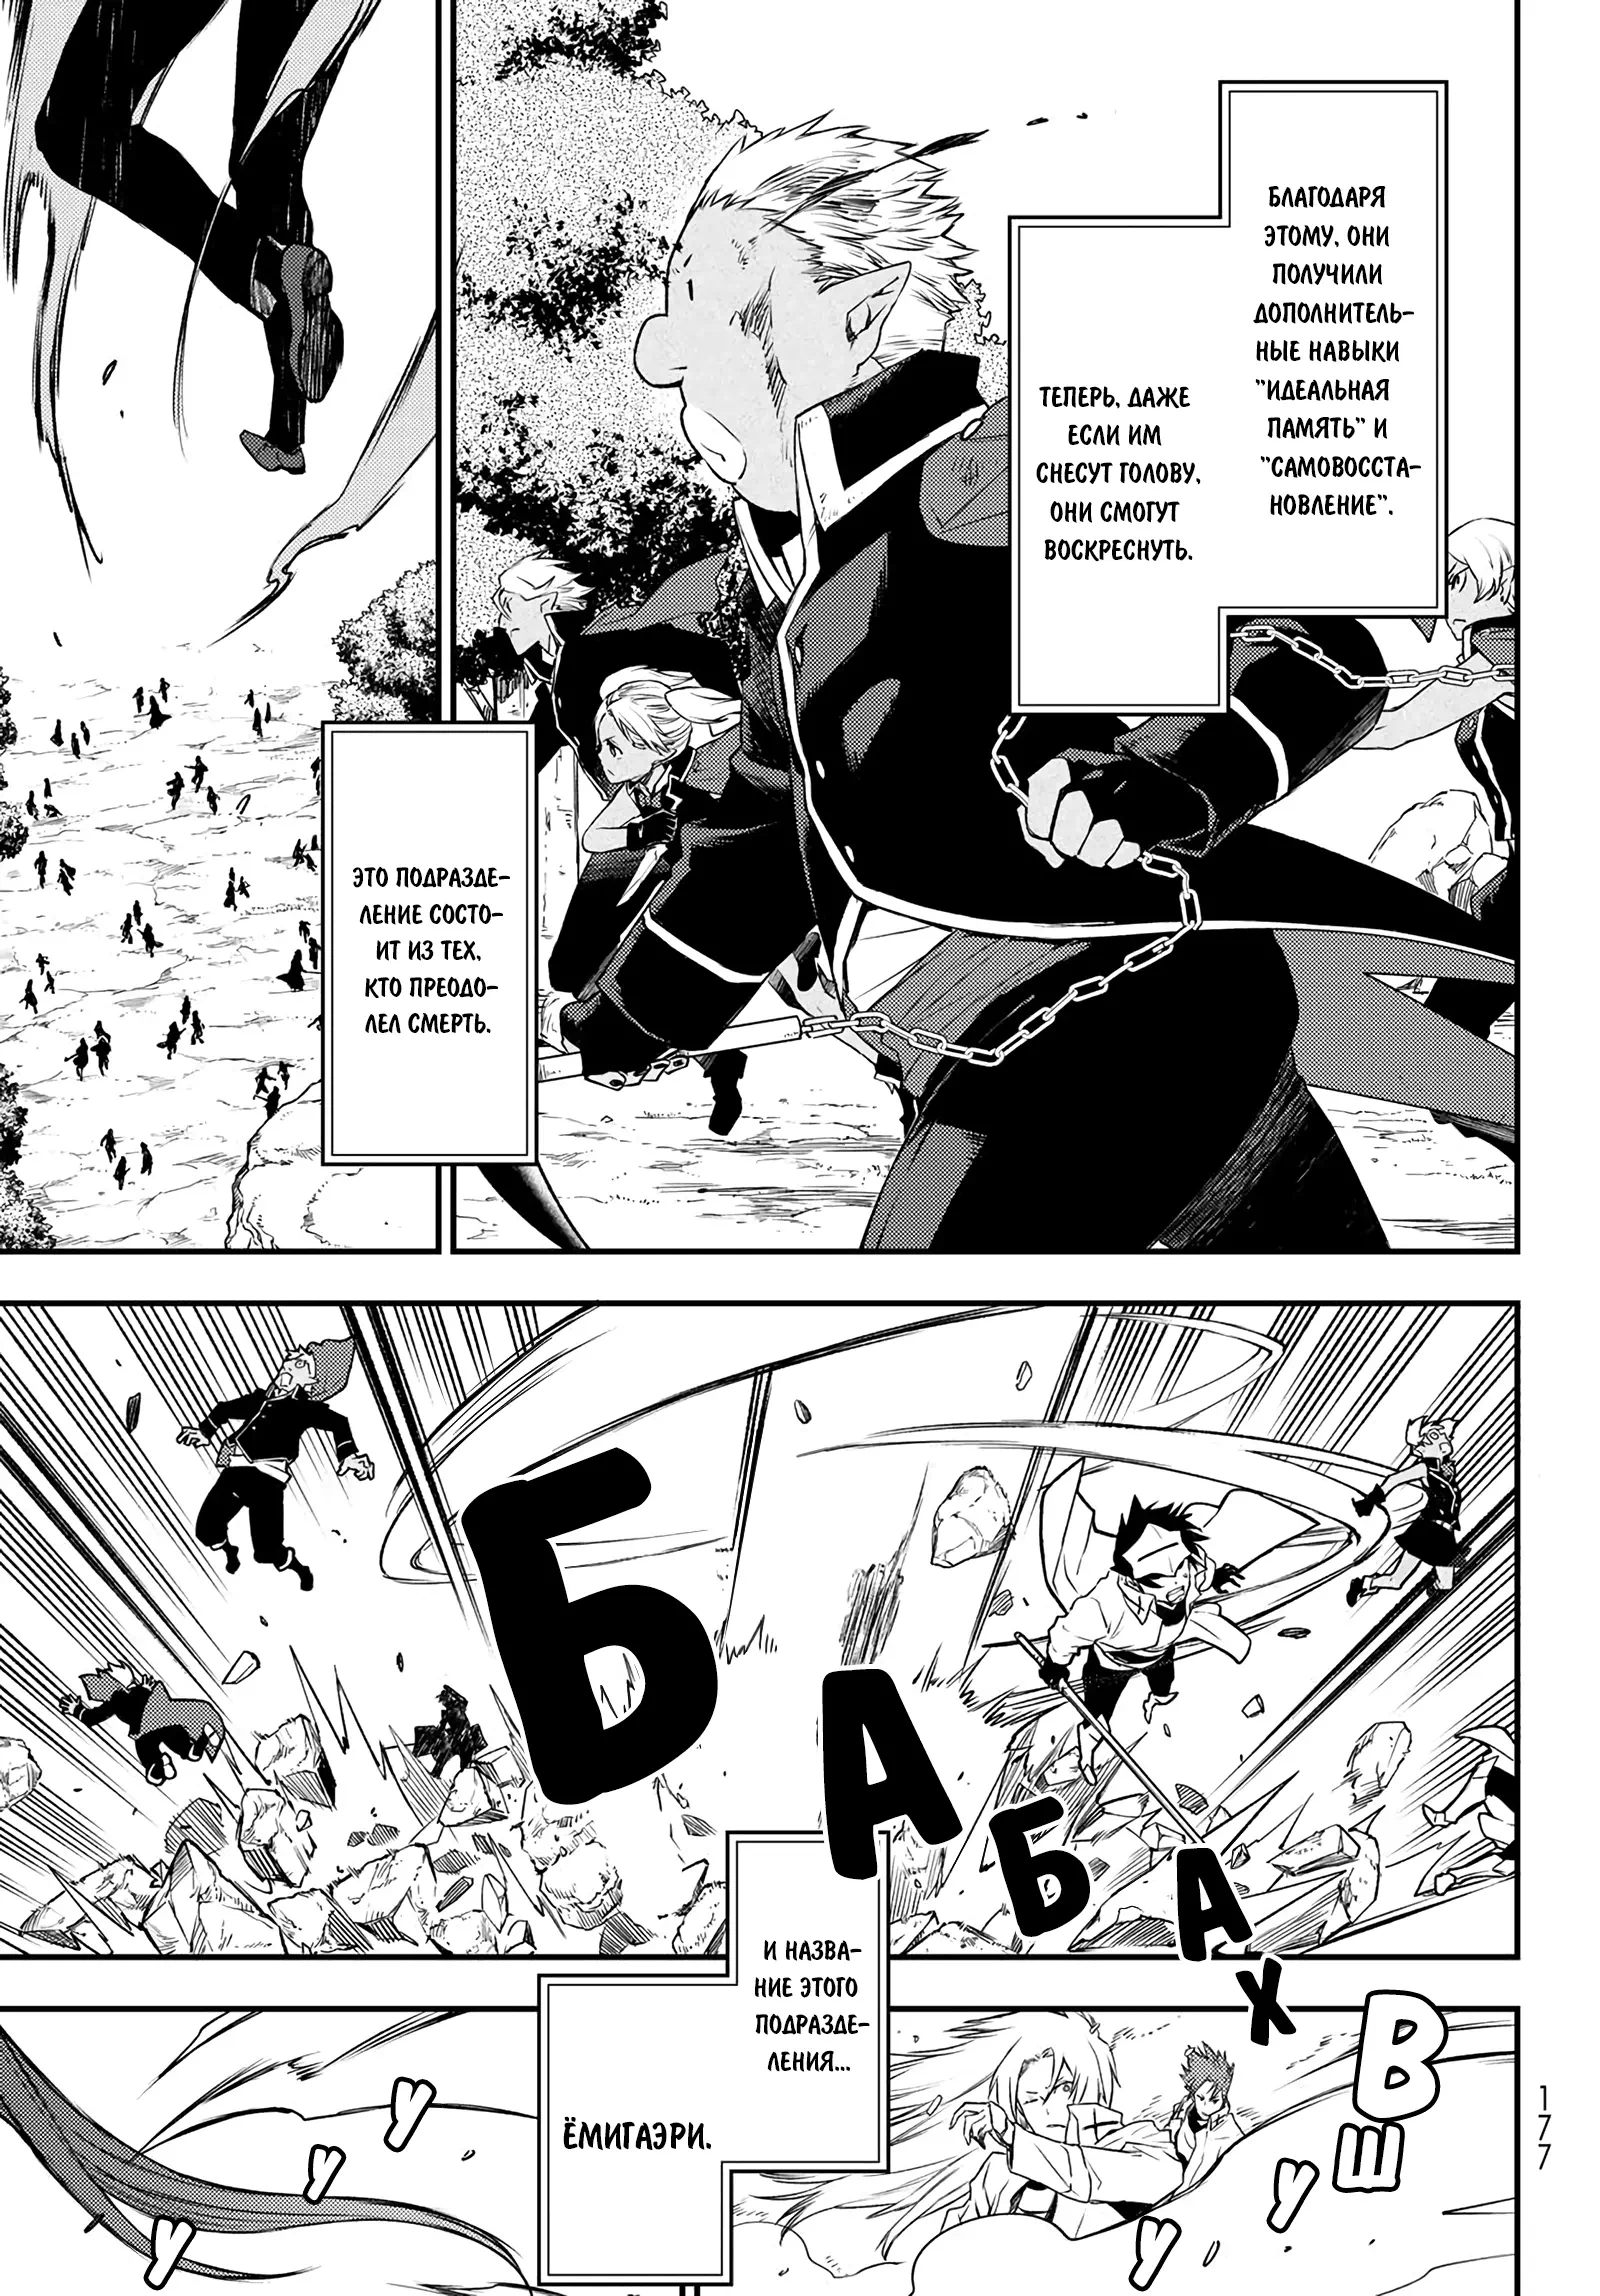 БЛАГОДАРЯ
ЭТОМУ, ОНИ
ПОЛУЧИЛИ
ДОПОЛНИТЕЛЬ-
НЫЕ НАВЫКИ
"ИДЕАЛЬНАЯ
ПАМЯТЬ" И
"САМОВОССТА-
НОВЛЕНИЕ".
ТЕПЕРЬ, ДАЖЕ
ЕСЛИ ИМ
СНЕСУТ ГОЛОВУ,
ОНИ СМОГУТ
ВОСКРЕСНУТЬ.
ЭТО ПОДРАЗДЕ-
ЛЕНИЕ СОСТО-
ИТ ИЗ ТЕХ,
КТО ПРЕОДО-
ЛЕЛ СМЕРТЬ.
БАБАХ
И НАЗВА-
НИЕ ЭТОГО
ПОДРАЗДЕ-
ЛЕНИЯ...
ЁМИГАЭРИ.
ВШУУУУУУ
177